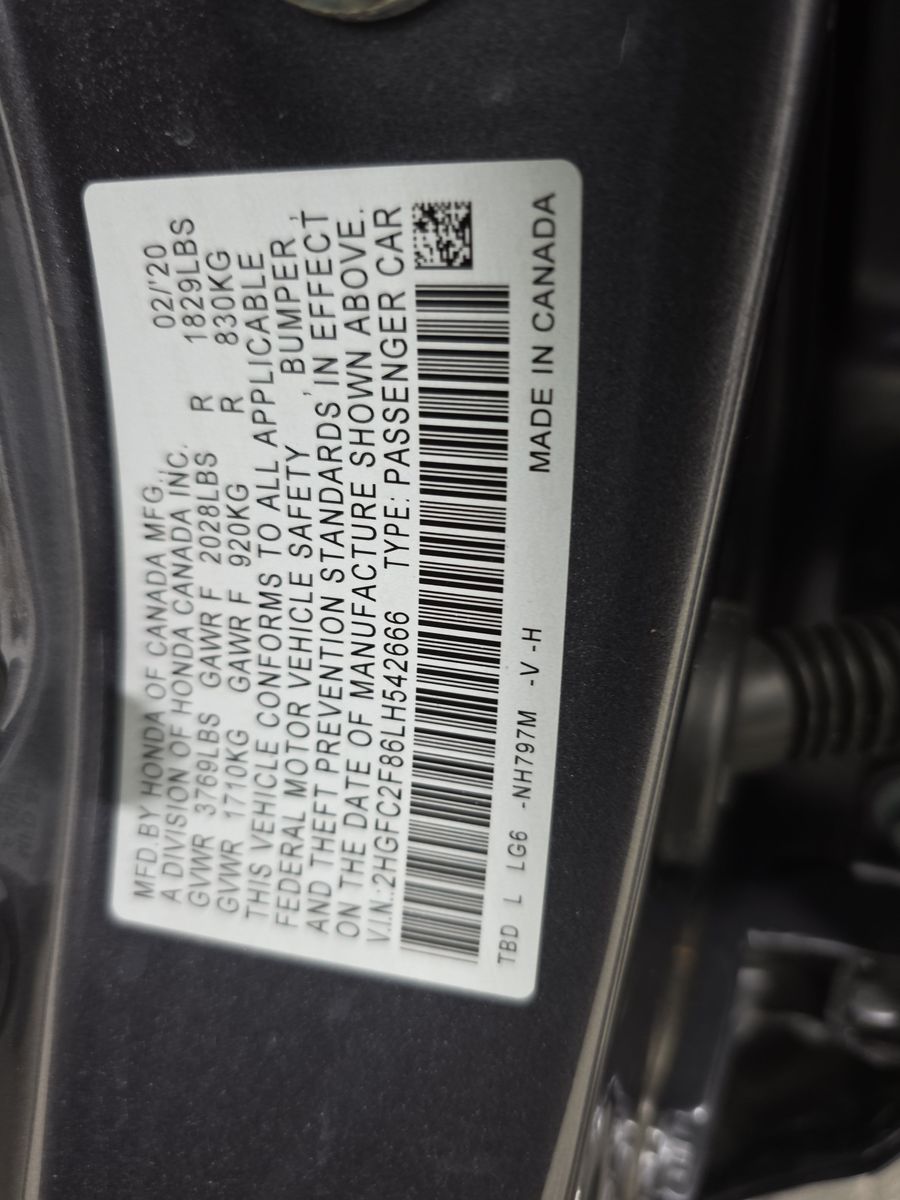 MFD.BY HONDA OF CANADA MFG., 02/'20
A DIVISION OF HONDA CANADA INC.
GVWR 3769LBS GAWR F 2028LBS R 1829LBS
GVWR 1710KG GAWR F 920KG R 830KG
THIS VEHICLE CONFORMS TO ALL APPLICABLE
FEDERAL MOTOR VEHICLE SAFETY, BUMPER,
AND THEFT PREVENTION STANDARDS IN EFFECT
ON THE DATE OF MANUFACTURE SHOWN ABOVE.
V.I.N.:2HGFC2F86LH542666 TYPE: PASSENGER CAR
TBD L LG6 -NH797M -V -H MADE IN CANADA